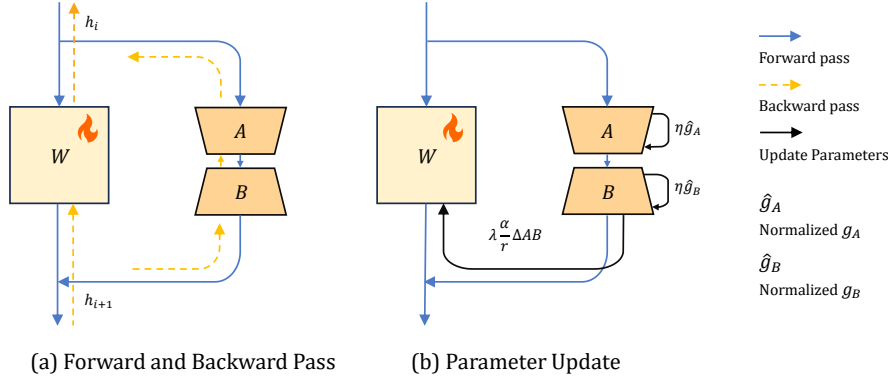 h_i
W
A
B
h_{i+1}
(a) Forward and Backward Pass
W
A
ηĝ_A
B
ηĝ_B
λ \frac{α}{r} ΔAB
(b) Parameter Update
Forward pass
Backward pass
Update Parameters
ĝ_A
Normalized g_A
ĝ_B
Normalized g_B